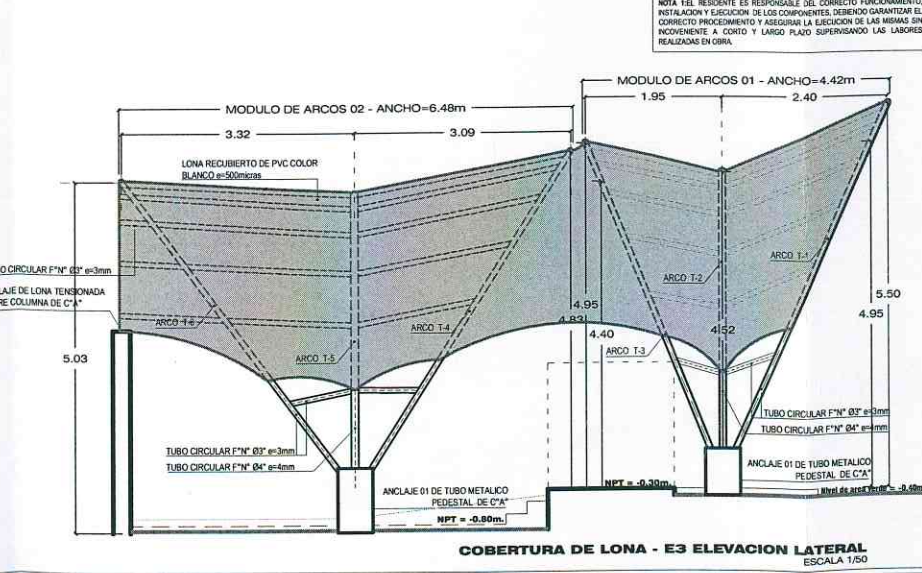 NOTA 1:EL RESIDENTE ES RESPONSABLE DEL CORRECTO FUNCIONAMIENTO,
INSTALACION Y EJECUCION DE LOS COMPONENTES, DEBIENDO GARANTIZAR EL
CORRECTO PROCEDIMIENTO Y ASEGURAR LA EJECUCION DE LAS MISMAS SIN
INCOVENIENTE A CORTO Y LARGO PLAZO SUPERVISANDO LAS LABORES
REALIZADAS EN OBRA.
MODULO DE ARCOS 01 - ANCHO=4.42m
1.95
2.40
MODULO DE ARCOS 02 - ANCHO=6.48m
3.32
3.09
LONA RECUBIERTO DE PVC COLOR
BLANCO e=500micras
O CIRCULAR F"N" Ø3" e=3mm
LAJE DE LONA TENSIONADA
RE COLUMNA DE C"A"
5.03
ARCO T-6
ARCO T-5
ARCO T-4
ARCO T-3
ARCO T-2
ARCO T-1
4.95
4.83
4.40
4.52
5.50
4.95
TUBO CIRCULAR F"N" Ø3" e=3mm
TUBO CIRCULAR F"N" Ø4" e=4mm
TUBO CIRCULAR F"N" Ø3" e=3mm
TUBO CIRCULAR F"N" Ø4" e=4mm
ANCLAJE 01 DE TUBO METALICO
PEDESTAL DE C"A"
NPT = -0.80m.
NPT = -0.30m.
ANCLAJE 01 DE TUBO METALICO
PEDESTAL DE C"A"
Nivel de area verde = -0.40m
COBERTURA DE LONA - E3 ELEVACION LATERAL
ESCALA 1/50